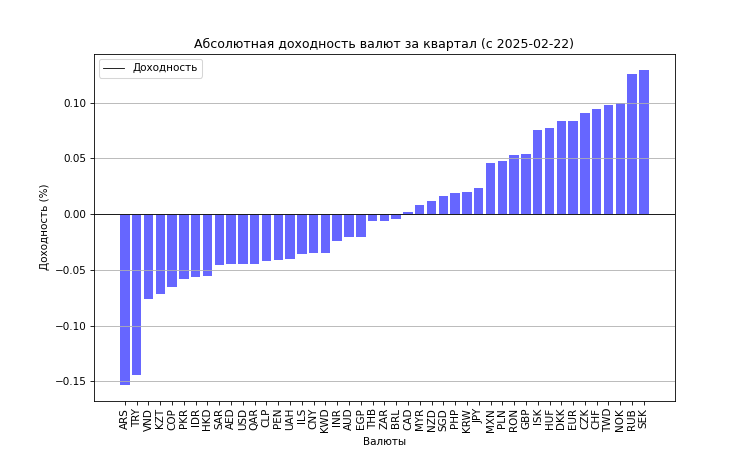 Абсолютная доходность валют за квартал (с 2025-02-22)
Доходность
Доходность (%)
0.10
0.05
0.00
−0.05
−0.10
−0.15
ARS TRY VND KZT COP PKR IDR HKD SAR AED USD QAR CLP PEN UAH ILS CNY KWD INR AUD EGP THB ZAR BRL CAD MYR NZD SGD PHP KRW JPY MXN PLN RON GBP ISK HUF DKK EUR CZK CHF TWD NOK RUB SEK
Валюты